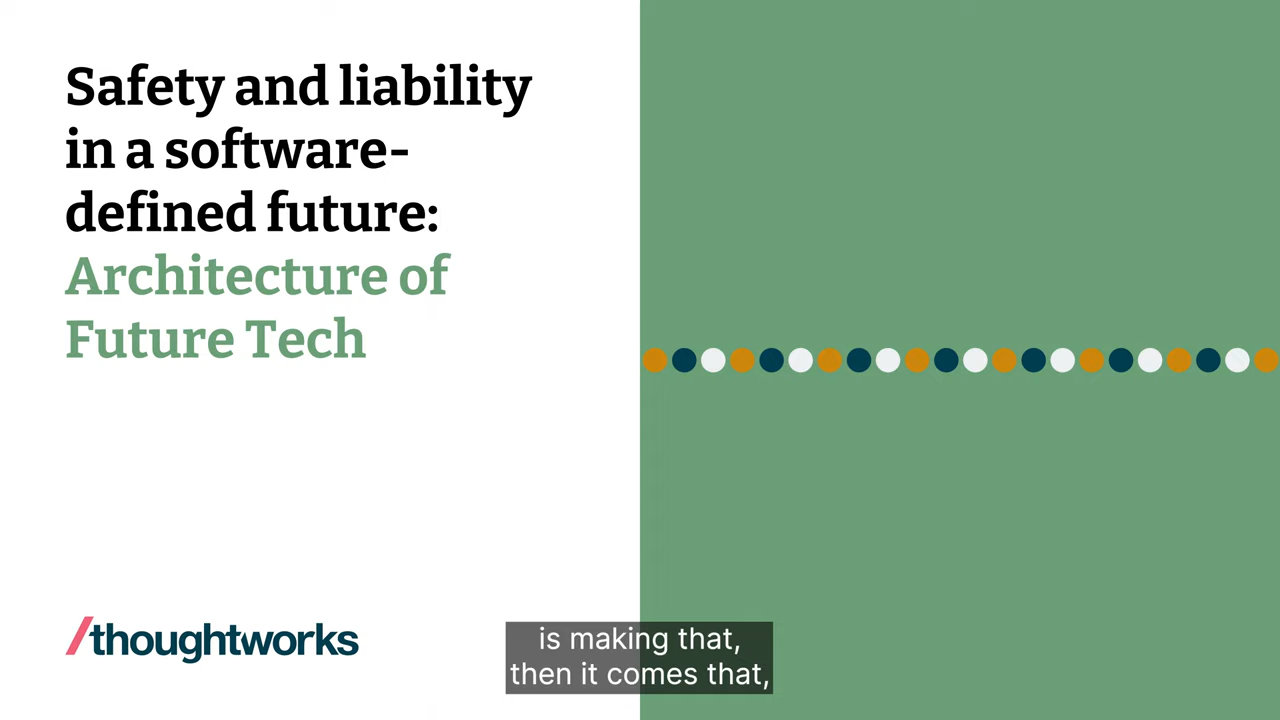 Safety and liability
in a software-
defined future:
Architecture of
Future Tech
/thoughtworks
is making that,
then it comes that,